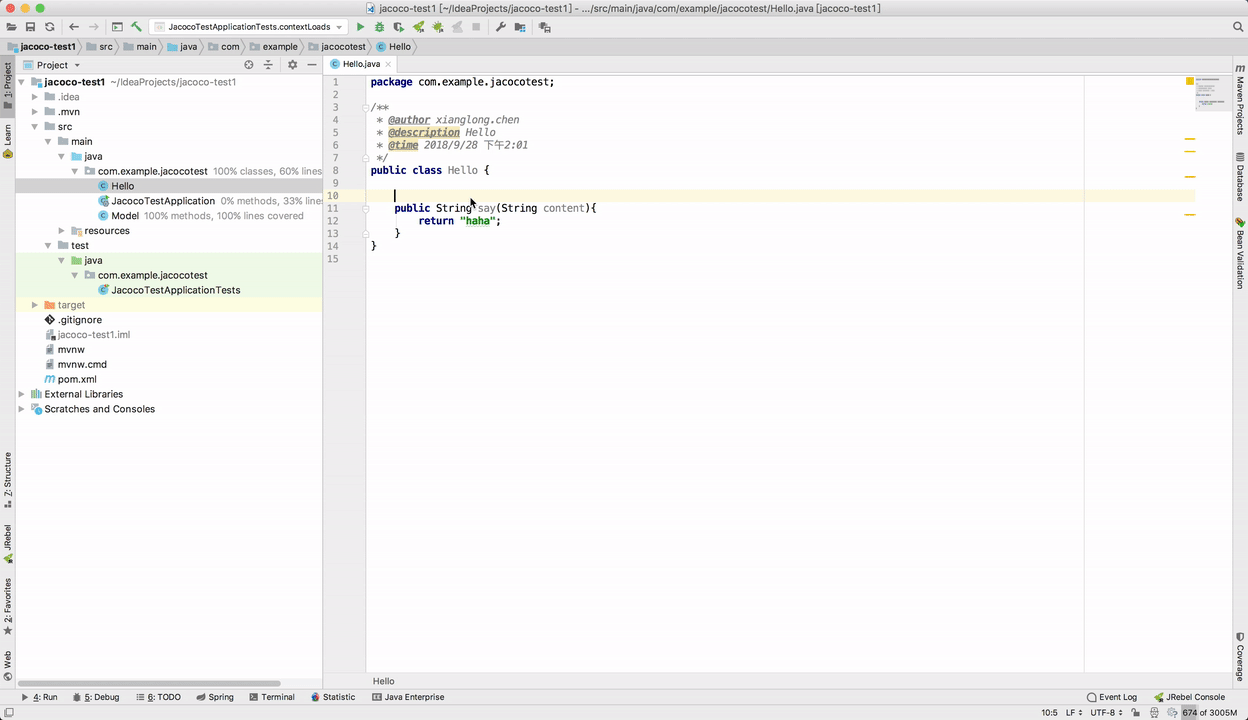 jacoco-test1 [~/IdeaProjects/jacoco-test1] - .../src/main/java/com/example/jacocotest/Hello.java [jacoco-test1]
JacocoTestApplicationTests.contextLoads
jacoco-test1 src main java com example jacocotest Hello
1: Project
Learn
Z: Structure
JRebel
2: Favorites
Web
Project
jacoco-test1 ~/IdeaProjects/jacoco-test1
.idea
.mvn
src
main
java
com.example.jacocotest 100% classes, 60% lines
Hello
JacocoTestApplication 0% methods, 33% lines
Model 100% methods, 100% lines covered
resources
test
java
com.example.jacocotest
JacocoTestApplicationTests
target
.gitignore
jacoco-test1.iml
mvnw
mvnw.cmd
pom.xml
External Libraries
Scratches and Consoles
Hello.java
1 package com.example.jacocotest;
2
3 /**
4 * @author xianglong.chen
5 * @description Hello
6 * @time 2018/9/28 下午2:01
7 */
8 public class Hello {
9
10
11 public String say(String content){
12 return "haha";
13 }
14 }
15
Hello
Maven Projects
Database
Bean Validation
Coverage
4: Run 5: Debug 6: TODO Spring Terminal Statistic Java Enterprise Event Log JRebel Console
10:5 LF UTF-8 674 of 3005M